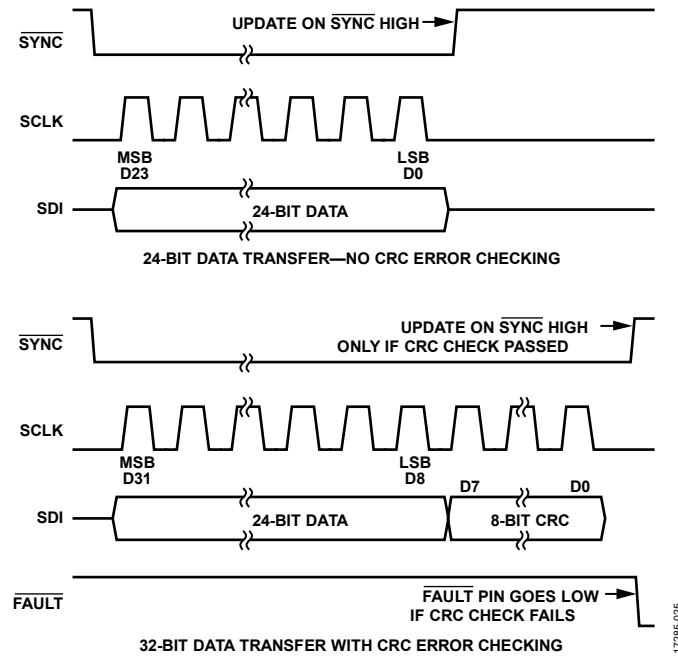 UPDATE ON SYNC HIGH
SYNC
SCLK
MSB
D23
LSB
D0
SDI
24-BIT DATA
24-BIT DATA TRANSFER—NO CRC ERROR CHECKING
UPDATE ON SYNC HIGH
ONLY IF CRC CHECK PASSED
SYNC
SCLK
MSB
D31
LSB
D8
D7
D0
SDI
24-BIT DATA
8-BIT CRC
FAULT
FAULT PIN GOES LOW
IF CRC CHECK FAILS
32-BIT DATA TRANSFER WITH CRC ERROR CHECKING
17285-025